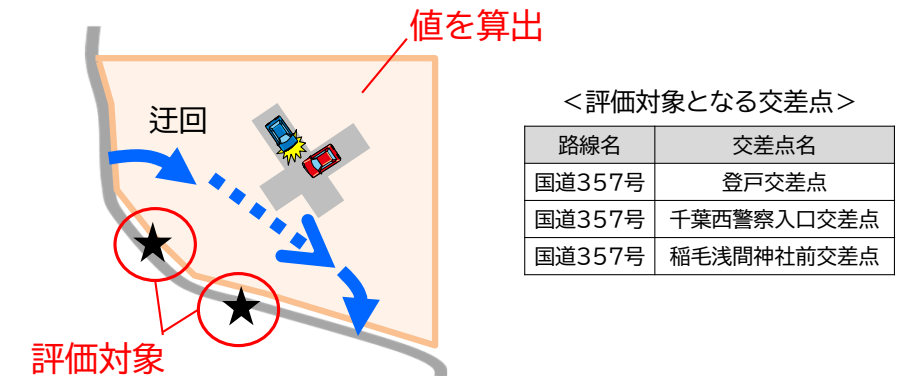 値を算出
迂回
評価対象
＜評価対象となる交差点＞
路線名 交差点名
国道357号 登戸交差点
国道357号 千葉西警察入口交差点
国道357号 稲毛浅間神社前交差点